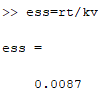 >> ess=rt/kv
ess =
0.0087